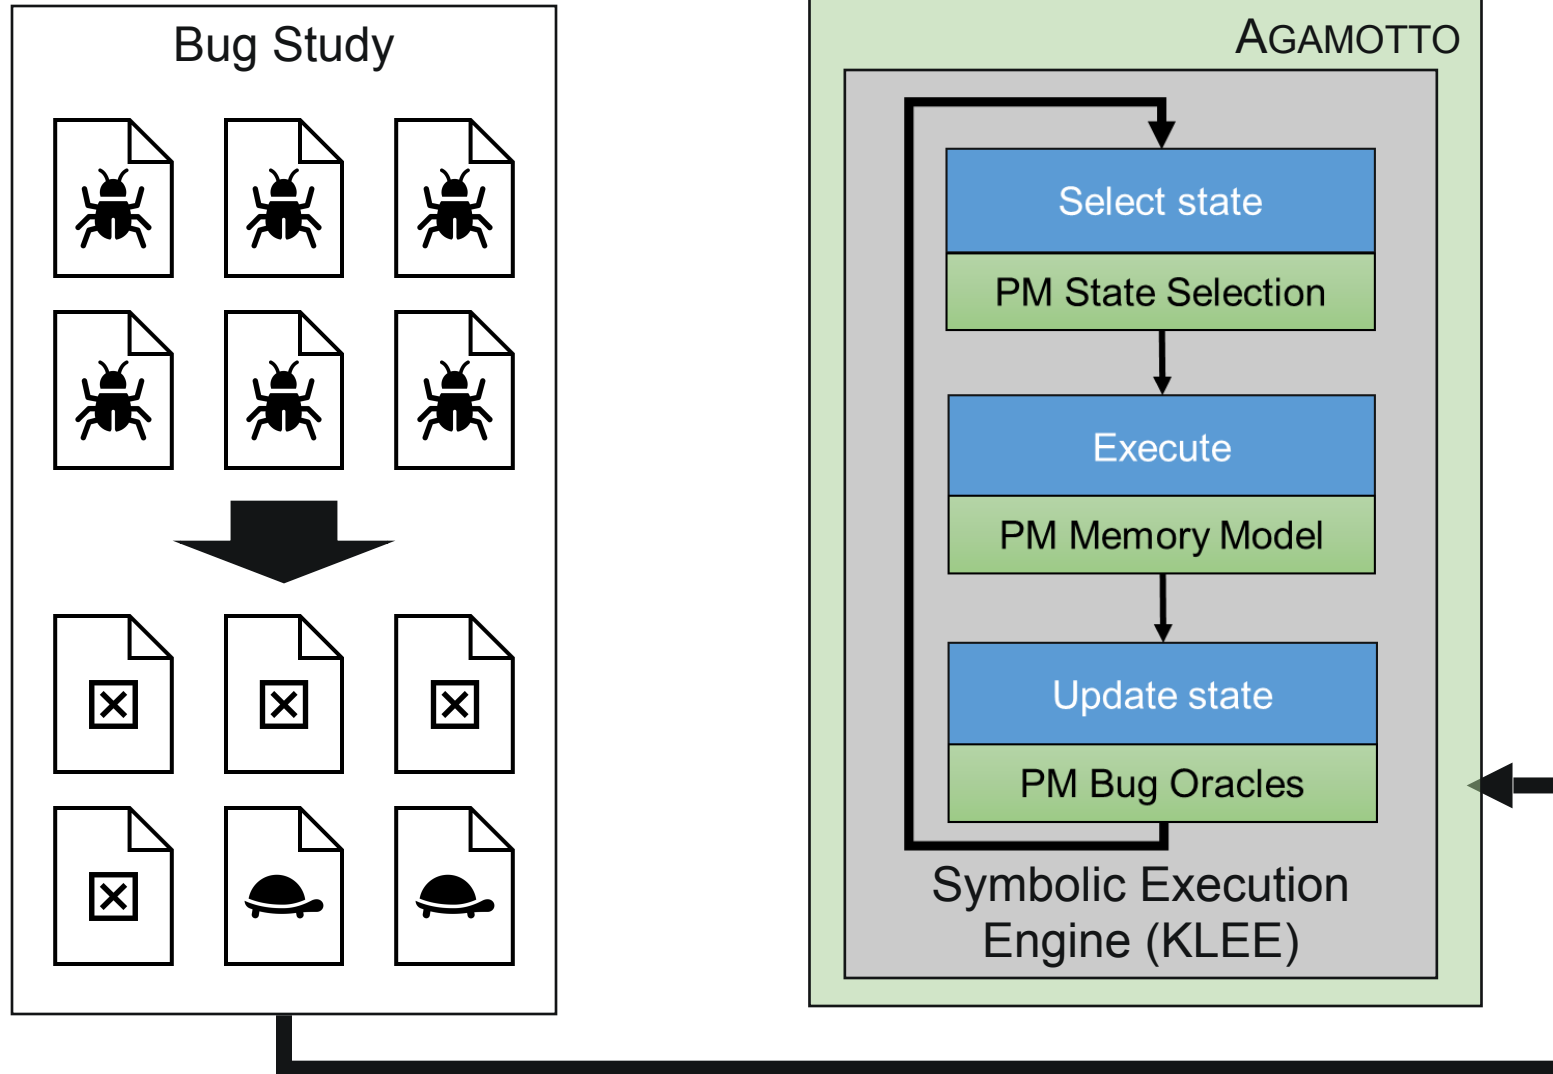 Bug Study
AGAMOTTO
Select state
PM State Selection
Execute
PM Memory Model
Update state
PM Bug Oracles
Symbolic Execution
Engine (KLEE)